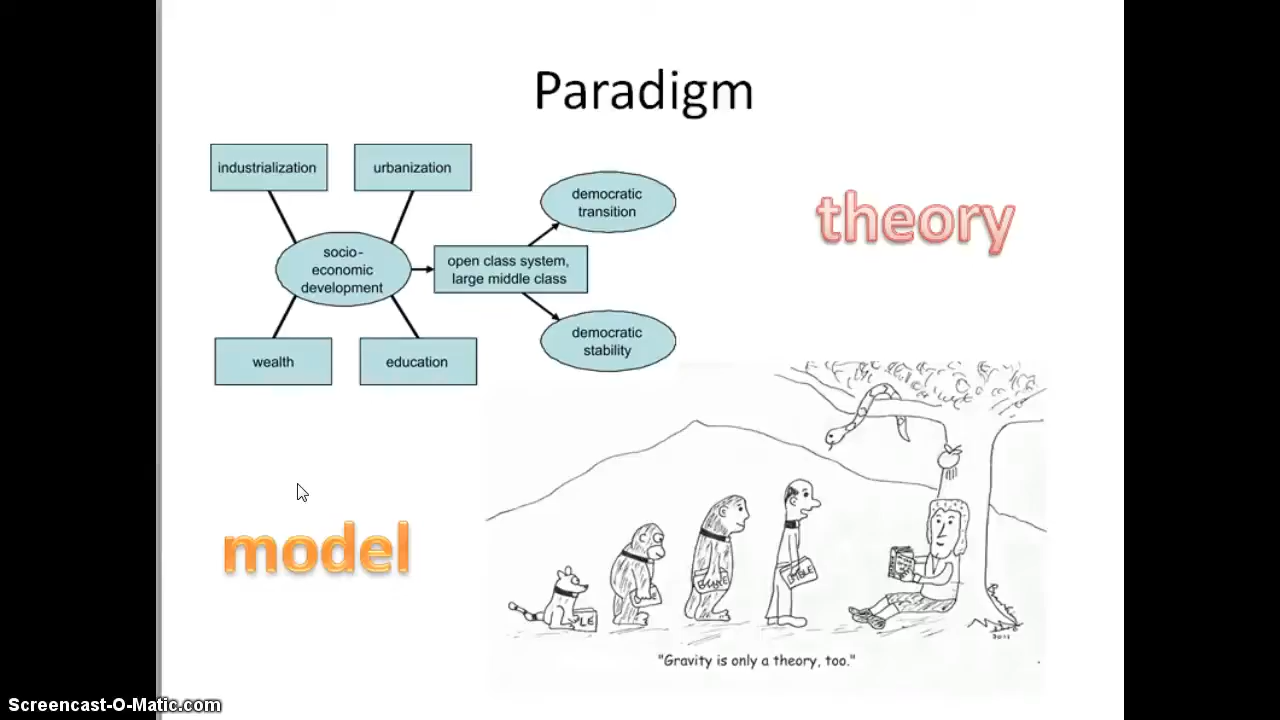 Paradigm
industrialization
urbanization
democratic
transition
theory
socio-
economic
development
open class system,
large middle class
democratic
stability
wealth
education
model
BIBLE
"Gravity is only a theory, too."
2011
Screencast-O-Matic.com